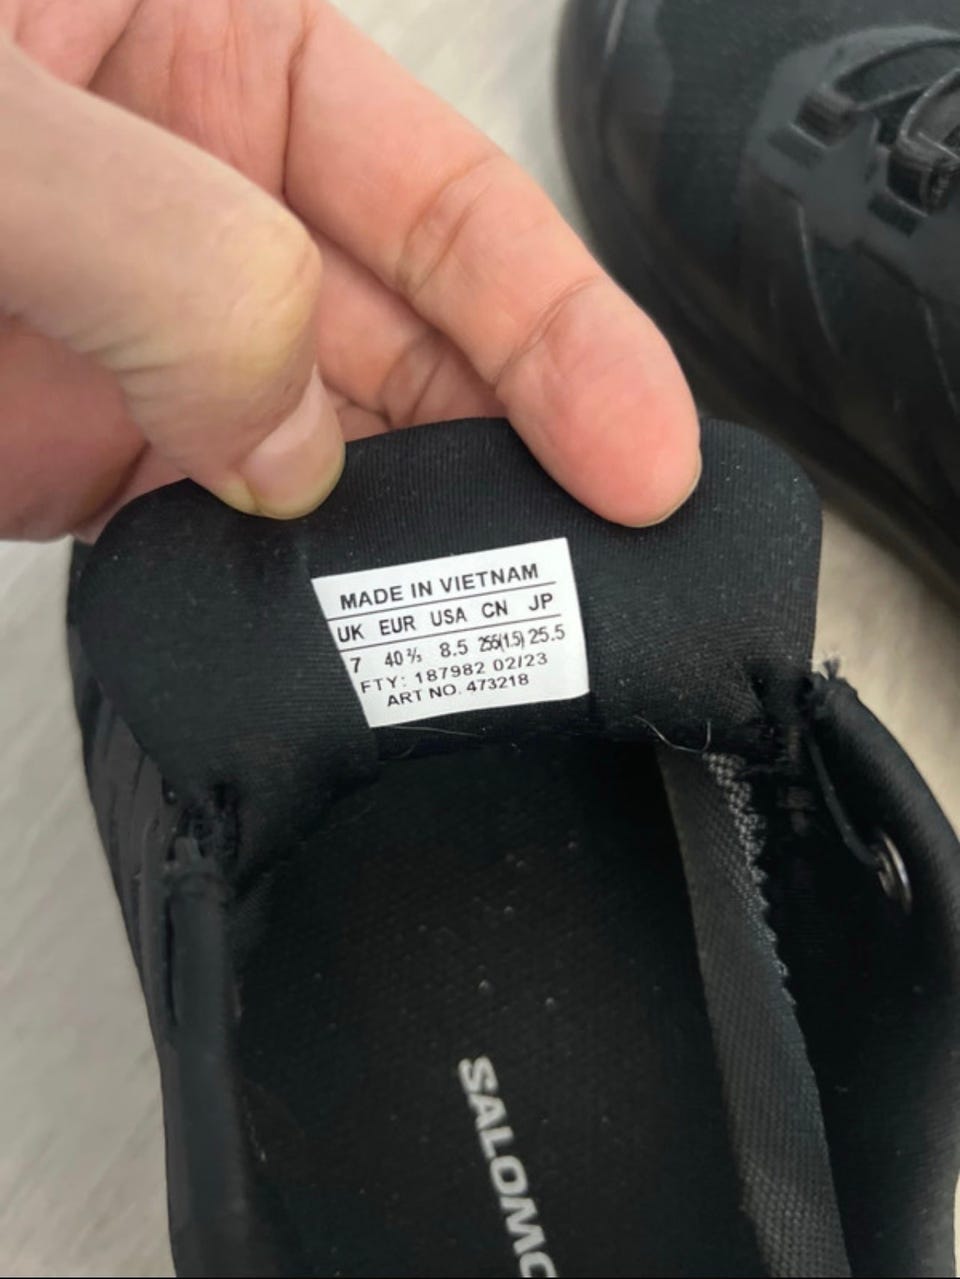 MADE IN VIETNAM
UK EUR USA CN JP
7 40⅔ 8.5 255(1.5) 25.5
FTY: 187982 02/23
ART NO. 473218
SALOMO